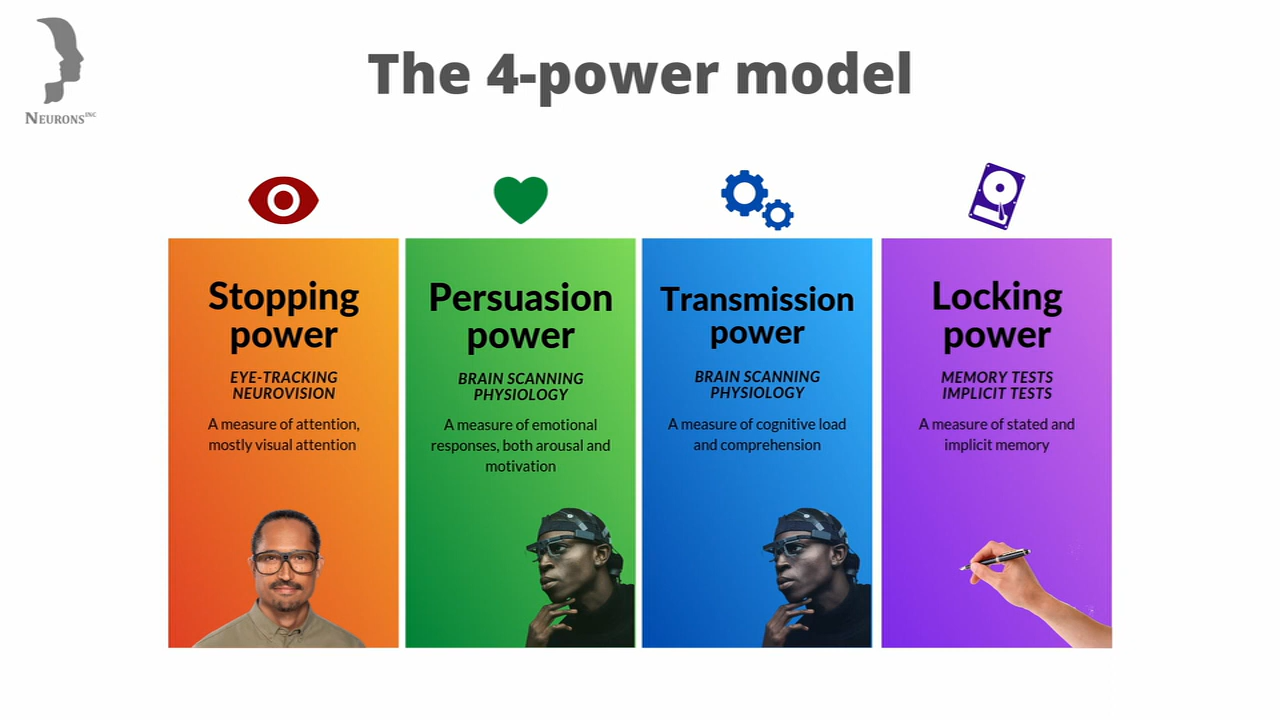 NEURONS INC
The 4-power model
Stopping
power
EYE-TRACKING
NEUROVISION
A measure of attention,
mostly visual attention
Persuasion
power
BRAIN SCANNING
PHYSIOLOGY
A measure of emotional
responses, both arousal and
motivation
Transmission
power
BRAIN SCANNING
PHYSIOLOGY
A measure of cognitive load
and comprehension
Locking
power
MEMORY TESTS
IMPLICIT TESTS
A measure of stated and
implicit memory